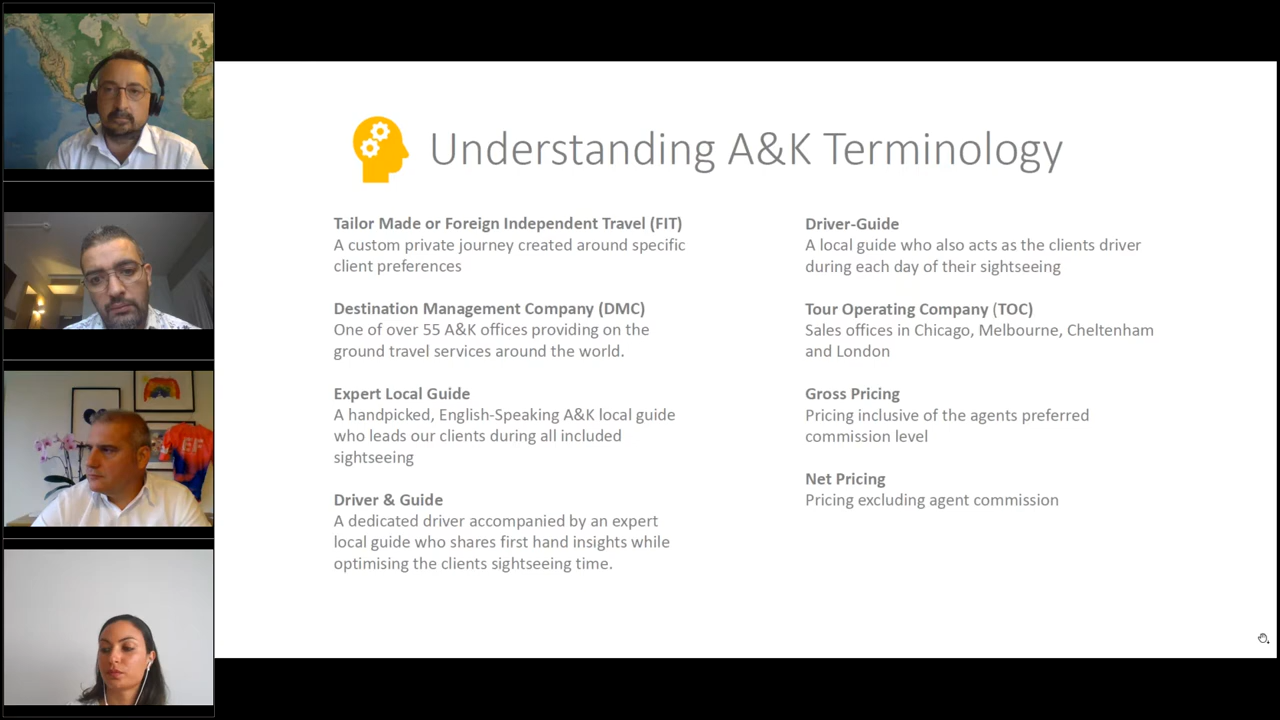 Understanding A&K Terminology
Tailor Made or Foreign Independent Travel (FIT)
A custom private journey created around specific
client preferences
Destination Management Company (DMC)
One of over 55 A&K offices providing on the
ground travel services around the world.
Expert Local Guide
A handpicked, English-Speaking A&K local guide
who leads our clients during all included
sightseeing
Driver & Guide
A dedicated driver accompanied by an expert
local guide who shares first hand insights while
optimising the clients sightseeing time.
Driver-Guide
A local guide who also acts as the clients driver
during each day of their sightseeing
Tour Operating Company (TOC)
Sales offices in Chicago, Melbourne, Cheltenham
and London
Gross Pricing
Pricing inclusive of the agents preferred
commission level
Net Pricing
Pricing excluding agent commission
EF